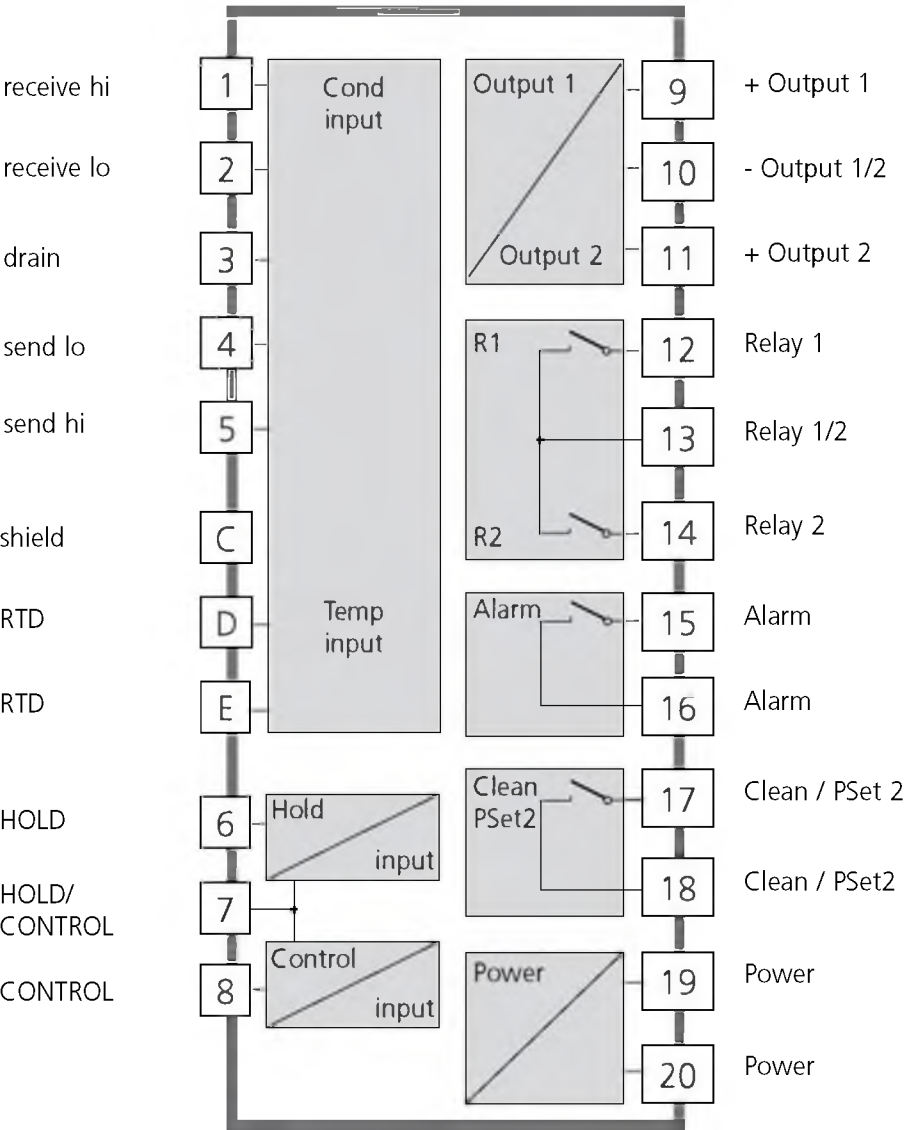 receive hi
1
Cond
input
Output 1
9
+ Output 1
receive lo
2
10
- Output 1/2
drain
3
Output 2
11
+ Output 2
send lo
4
R1
12
Relay 1
send hi
5
13
Relay 1/2
shield
C
R2
14
Relay 2
RTD
D
Temp
input
Alarm
15
Alarm
RTD
E
16
Alarm
HOLD
6
Hold
input
Clean
PSet2
17
Clean / PSet 2
HOLD/
CONTROL
7
18
Clean / PSet2
CONTROL
8
Control
input
Power
19
Power
20
Power